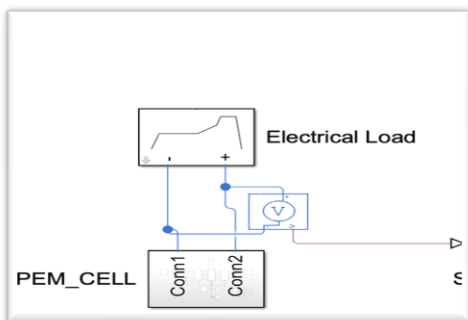 Electrical Load
- +
V
PEM_CELL
Conn1
Conn2
S